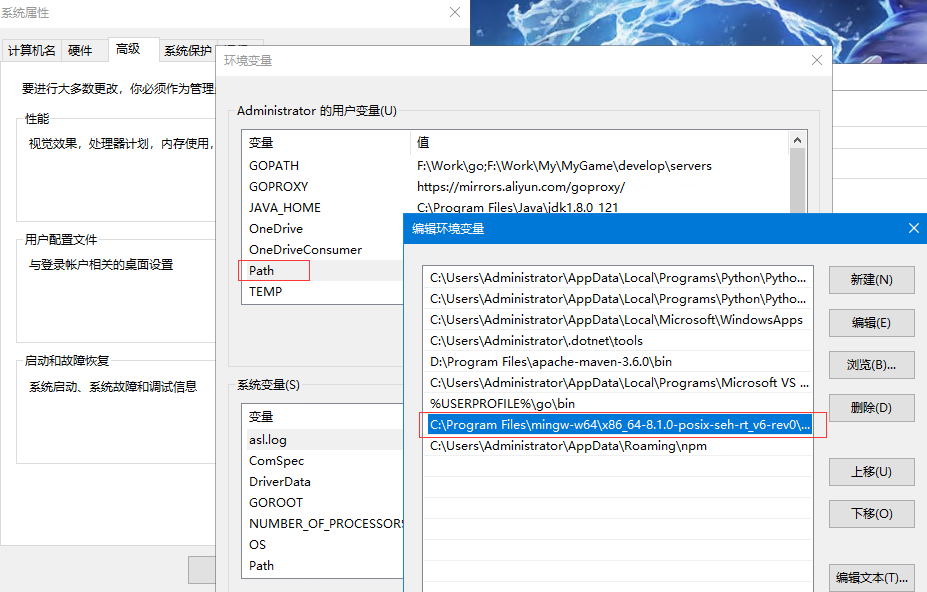 系统属性
计算机名
硬件
高级
系统保护
要进行大多数更改，你必须作为管理
性能
视觉效果，处理器计划，内存使用，
用户配置文件
与登录帐户相关的桌面设置
启动和故障恢复
系统启动、系统故障和调试信息
环境变量
Administrator 的用户变量(U)
变量 值
GOPATH F:\Work\go;F:\Work\My\MyGame\develop\servers
GOPROXY https://mirrors.aliyun.com/goproxy/
JAVA_HOME C:\Program Files\Java\jdk1.8.0_121
OneDrive
OneDriveConsumer
Path
TEMP
系统变量(S)
变量
asl.log
ComSpec
DriverData
GOROOT
NUMBER_OF_PROCESSORS
OS
Path
编辑环境变量
C:\Users\Administrator\AppData\Local\Programs\Python\Pytho...
C:\Users\Administrator\AppData\Local\Programs\Python\Pytho...
C:\Users\Administrator\AppData\Local\Microsoft\WindowsApps
C:\Users\Administrator\.dotnet\tools
D:\Program Files\apache-maven-3.6.0\bin
C:\Users\Administrator\AppData\Local\Programs\Microsoft VS ...
%USERPROFILE%\go\bin
C:\Program Files\mingw-w64\x86_64-8.1.0-posix-seh-rt_v6-rev0\...
C:\Users\Administrator\AppData\Roaming\npm
新建(N)
编辑(E)
浏览(B)...
删除(D)
上移(U)
下移(O)
编辑文本(T)...